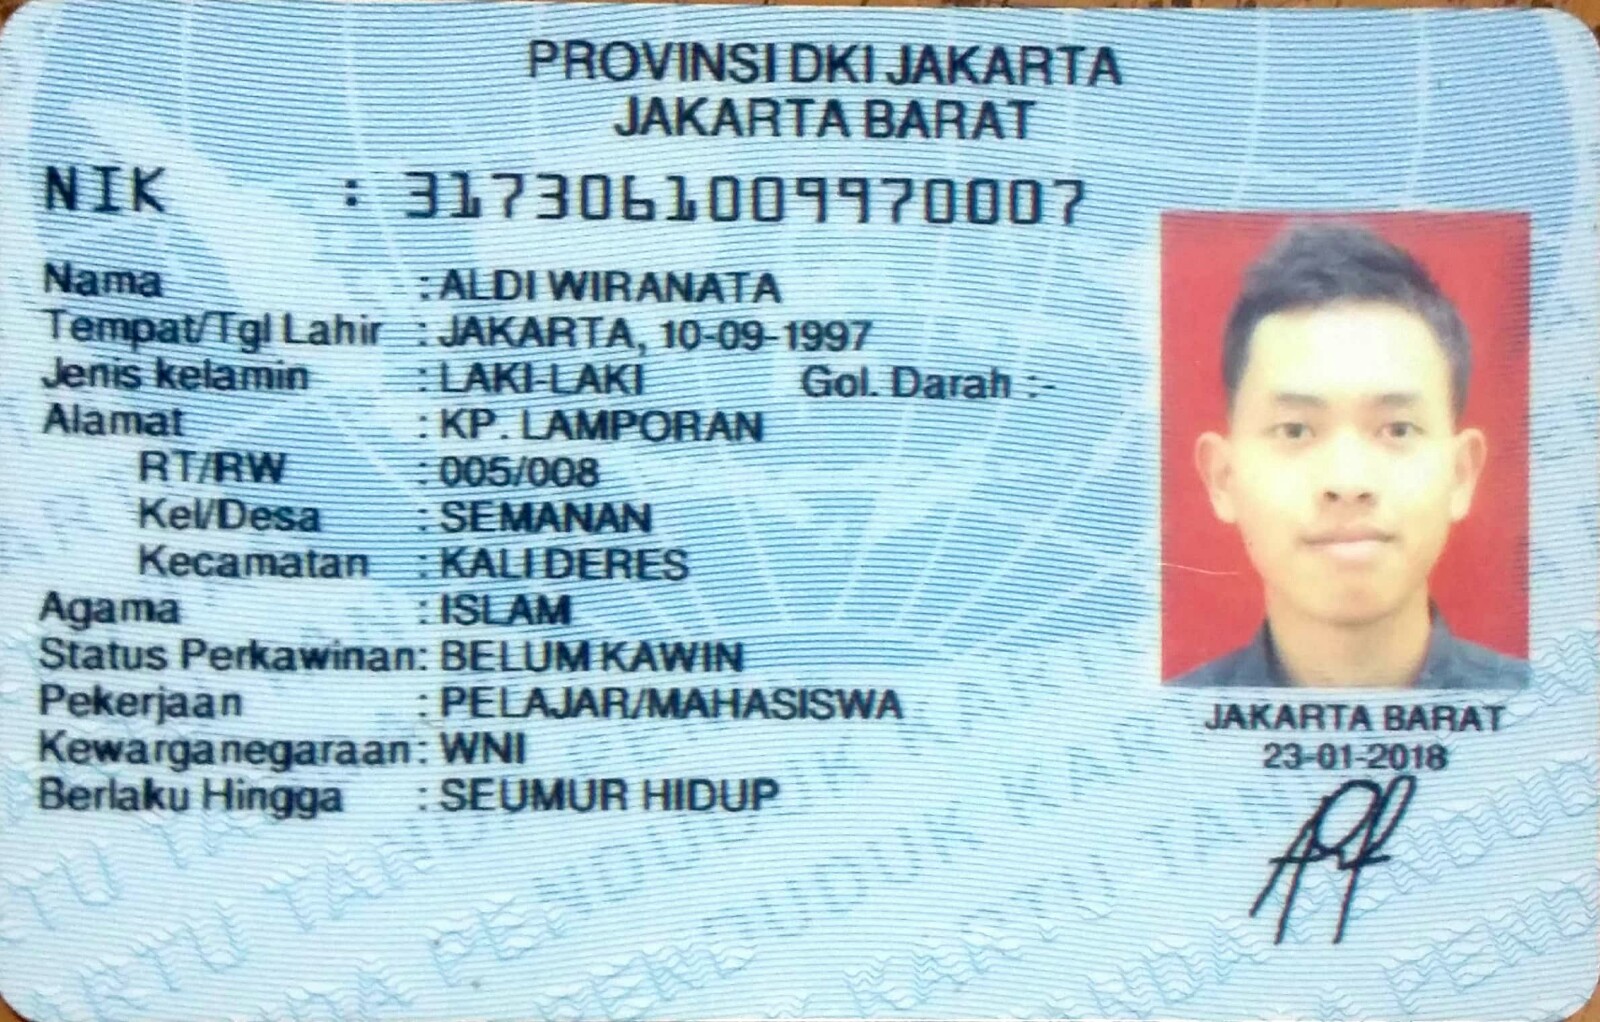 PROVINSI DKI JAKARTA
JAKARTA BARAT
NIK : 3173061009970007
Nama : ALDI WIRANATA
Tempat/Tgl Lahir : JAKARTA, 10-09-1997
Jenis kelamin : LAKI-LAKI Gol. Darah :-
Alamat : KP. LAMPORAN
RT/RW : 005/008
Kel/Desa : SEMANAN
Kecamatan : KALI DERES
Agama : ISLAM
Status Perkawinan: BELUM KAWIN
Pekerjaan : PELAJAR/MAHASISWA
Kewarganegaraan: WNI
Berlaku Hingga : SEUMUR HIDUP
JAKARTA BARAT
23-01-2018